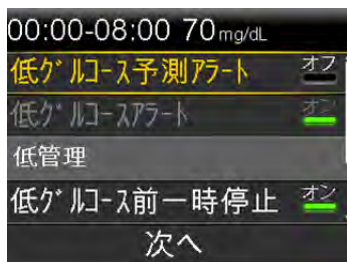 00:00-08:00 70mg/dL
低グルコース予測アラート オフ
低グルコースアラート オン
低管理
低グルコース前一時停止 オン
次へ